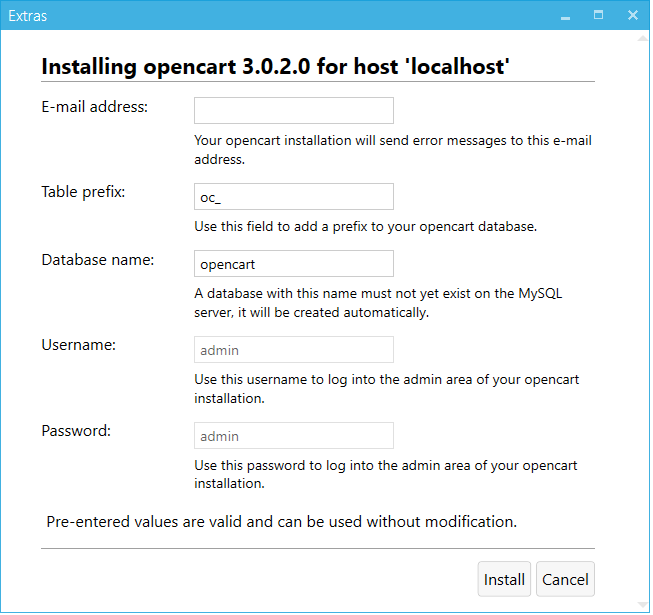 Extras
Installing opencart 3.0.2.0 for host 'localhost'
E-mail address:
Your opencart installation will send error messages to this e-mail
address.
Table prefix:
oc_
Use this field to add a prefix to your opencart database.
Database name:
opencart
A database with this name must not yet exist on the MySQL
server, it will be created automatically.
Username:
admin
Use this username to log into the admin area of your opencart
installation.
Password:
admin
Use this password to log into the admin area of your opencart
installation.
Pre-entered values are valid and can be used without modification.
Install Cancel